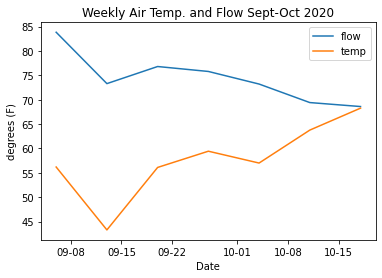 Weekly Air Temp. and Flow Sept-Oct 2020
flow
temp
degrees (F)
85
80
75
70
65
60
55
50
45
09-08 09-15 09-22 10-01 10-08 10-15
Date